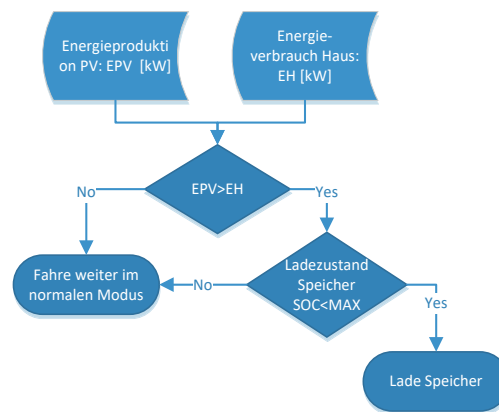 Energieprodukti
on PV: EPV [kW]
Energie-
verbrauch Haus:
EH [kW]
EPV>EH
No
Yes
Fahre weiter im
normalen Modus
No
Ladezustand
Speicher
SOC<MAX
Yes
Lade Speicher